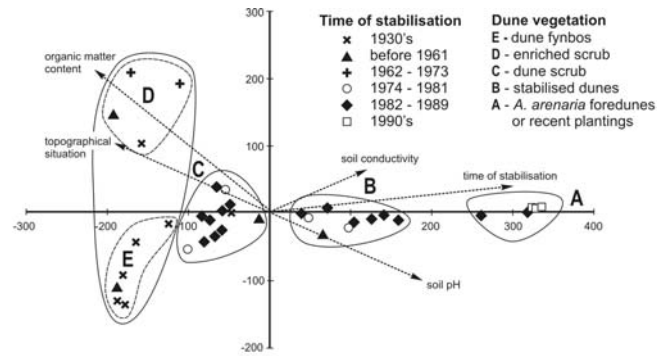 300
200
100
-100
-200
-300
-200
-100
100
200
300
400
organic matter
content
topographical
situation
soil conductivity
time of stabilisation
soil pH
D
C
B
A
E
Time of stabilisation
1930's
before 1961
1962 - 1973
1974 - 1981
1982 - 1989
1990's
Dune vegetation
E - dune fynbos
D - enriched scrub
C - dune scrub
B - stabilised dunes
A - A. arenaria foredunes
or recent plantings